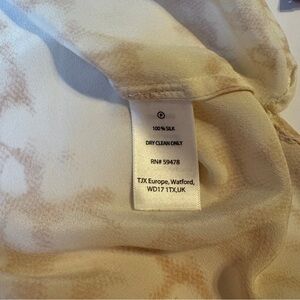 P
100% SILK
DRY CLEAN ONLY
RN# 59478
TJX Europe, Watford,
WD17 1TX,UK